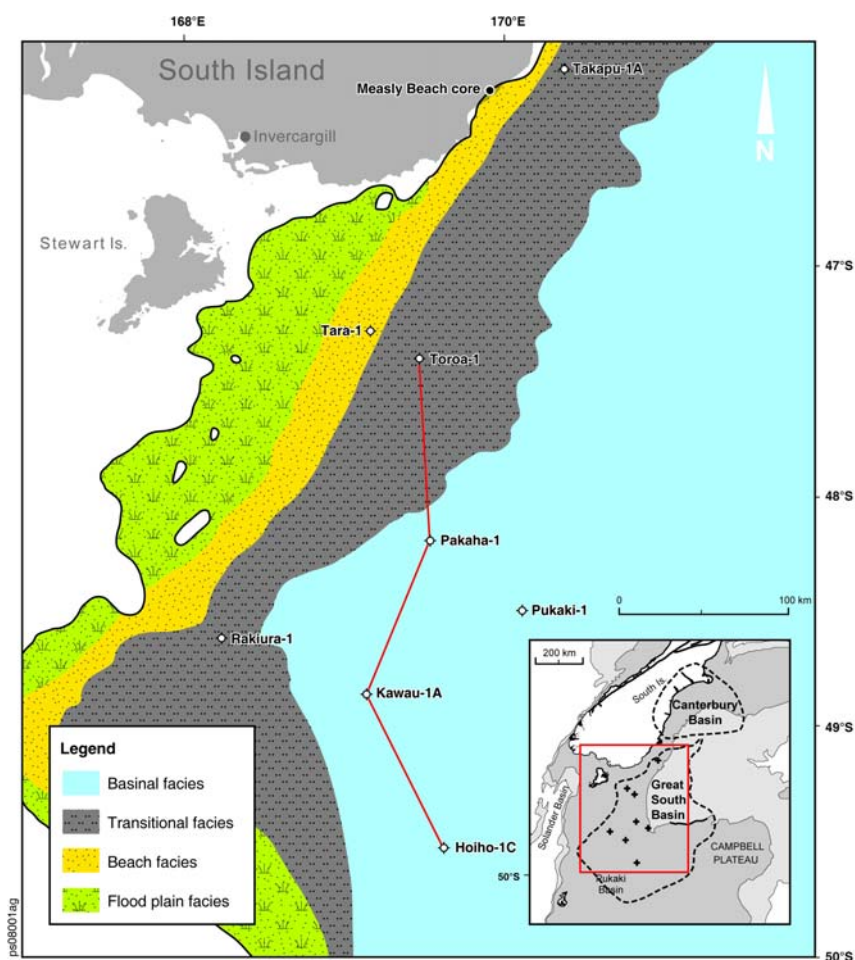 168°E
170°E
South Island
Takapu-1A
Measly Beach core
Invercargill
N
Stewart Is.
47°S
Tara-1
Toroa-1
48°S
Pakaha-1
Pukaki-1
0
100 km
Rakiura-1
200 km
South Is.
Canterbury
Basin
Kawau-1A
49°S
Legend
Basinal facies
Transitional facies
Beach facies
Flood plain facies
Great
South
Basin
Solander Basin
CAMPBELL
PLATEAU
Pukaki
Basin
Hoiho-1C
50°S
50°S
ps08001ag